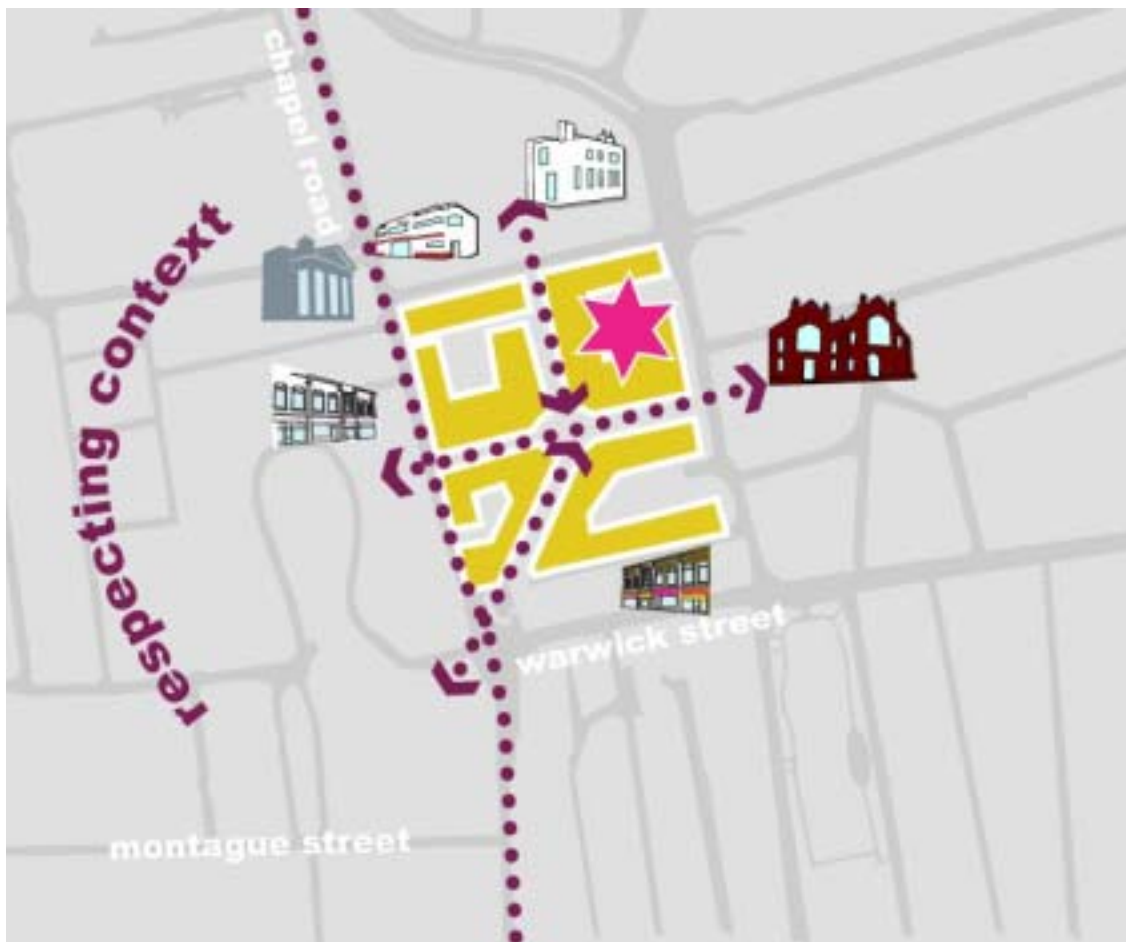 chapel road
respecting context
warwick street
montague street